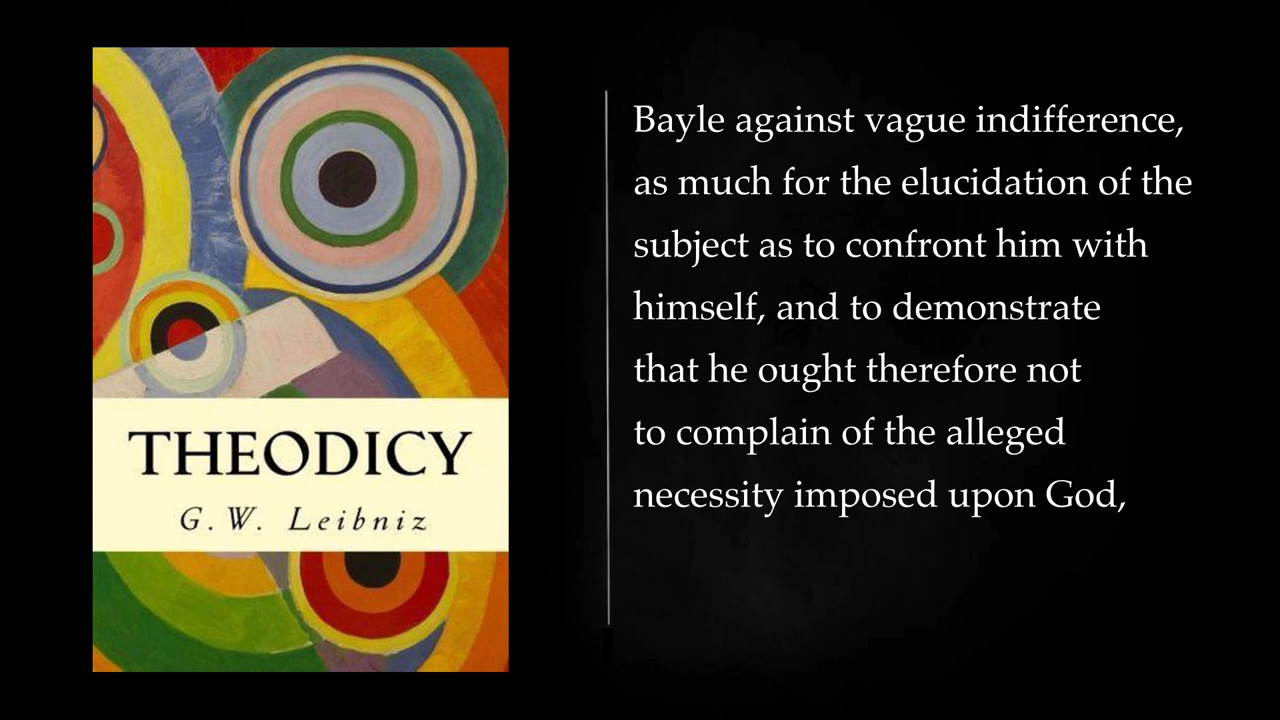 THEODICY
G. W. Leibniz
Bayle against vague indifference,
as much for the elucidation of the
subject as to confront him with
himself, and to demonstrate
that he ought therefore not
to complain of the alleged
necessity imposed upon God,